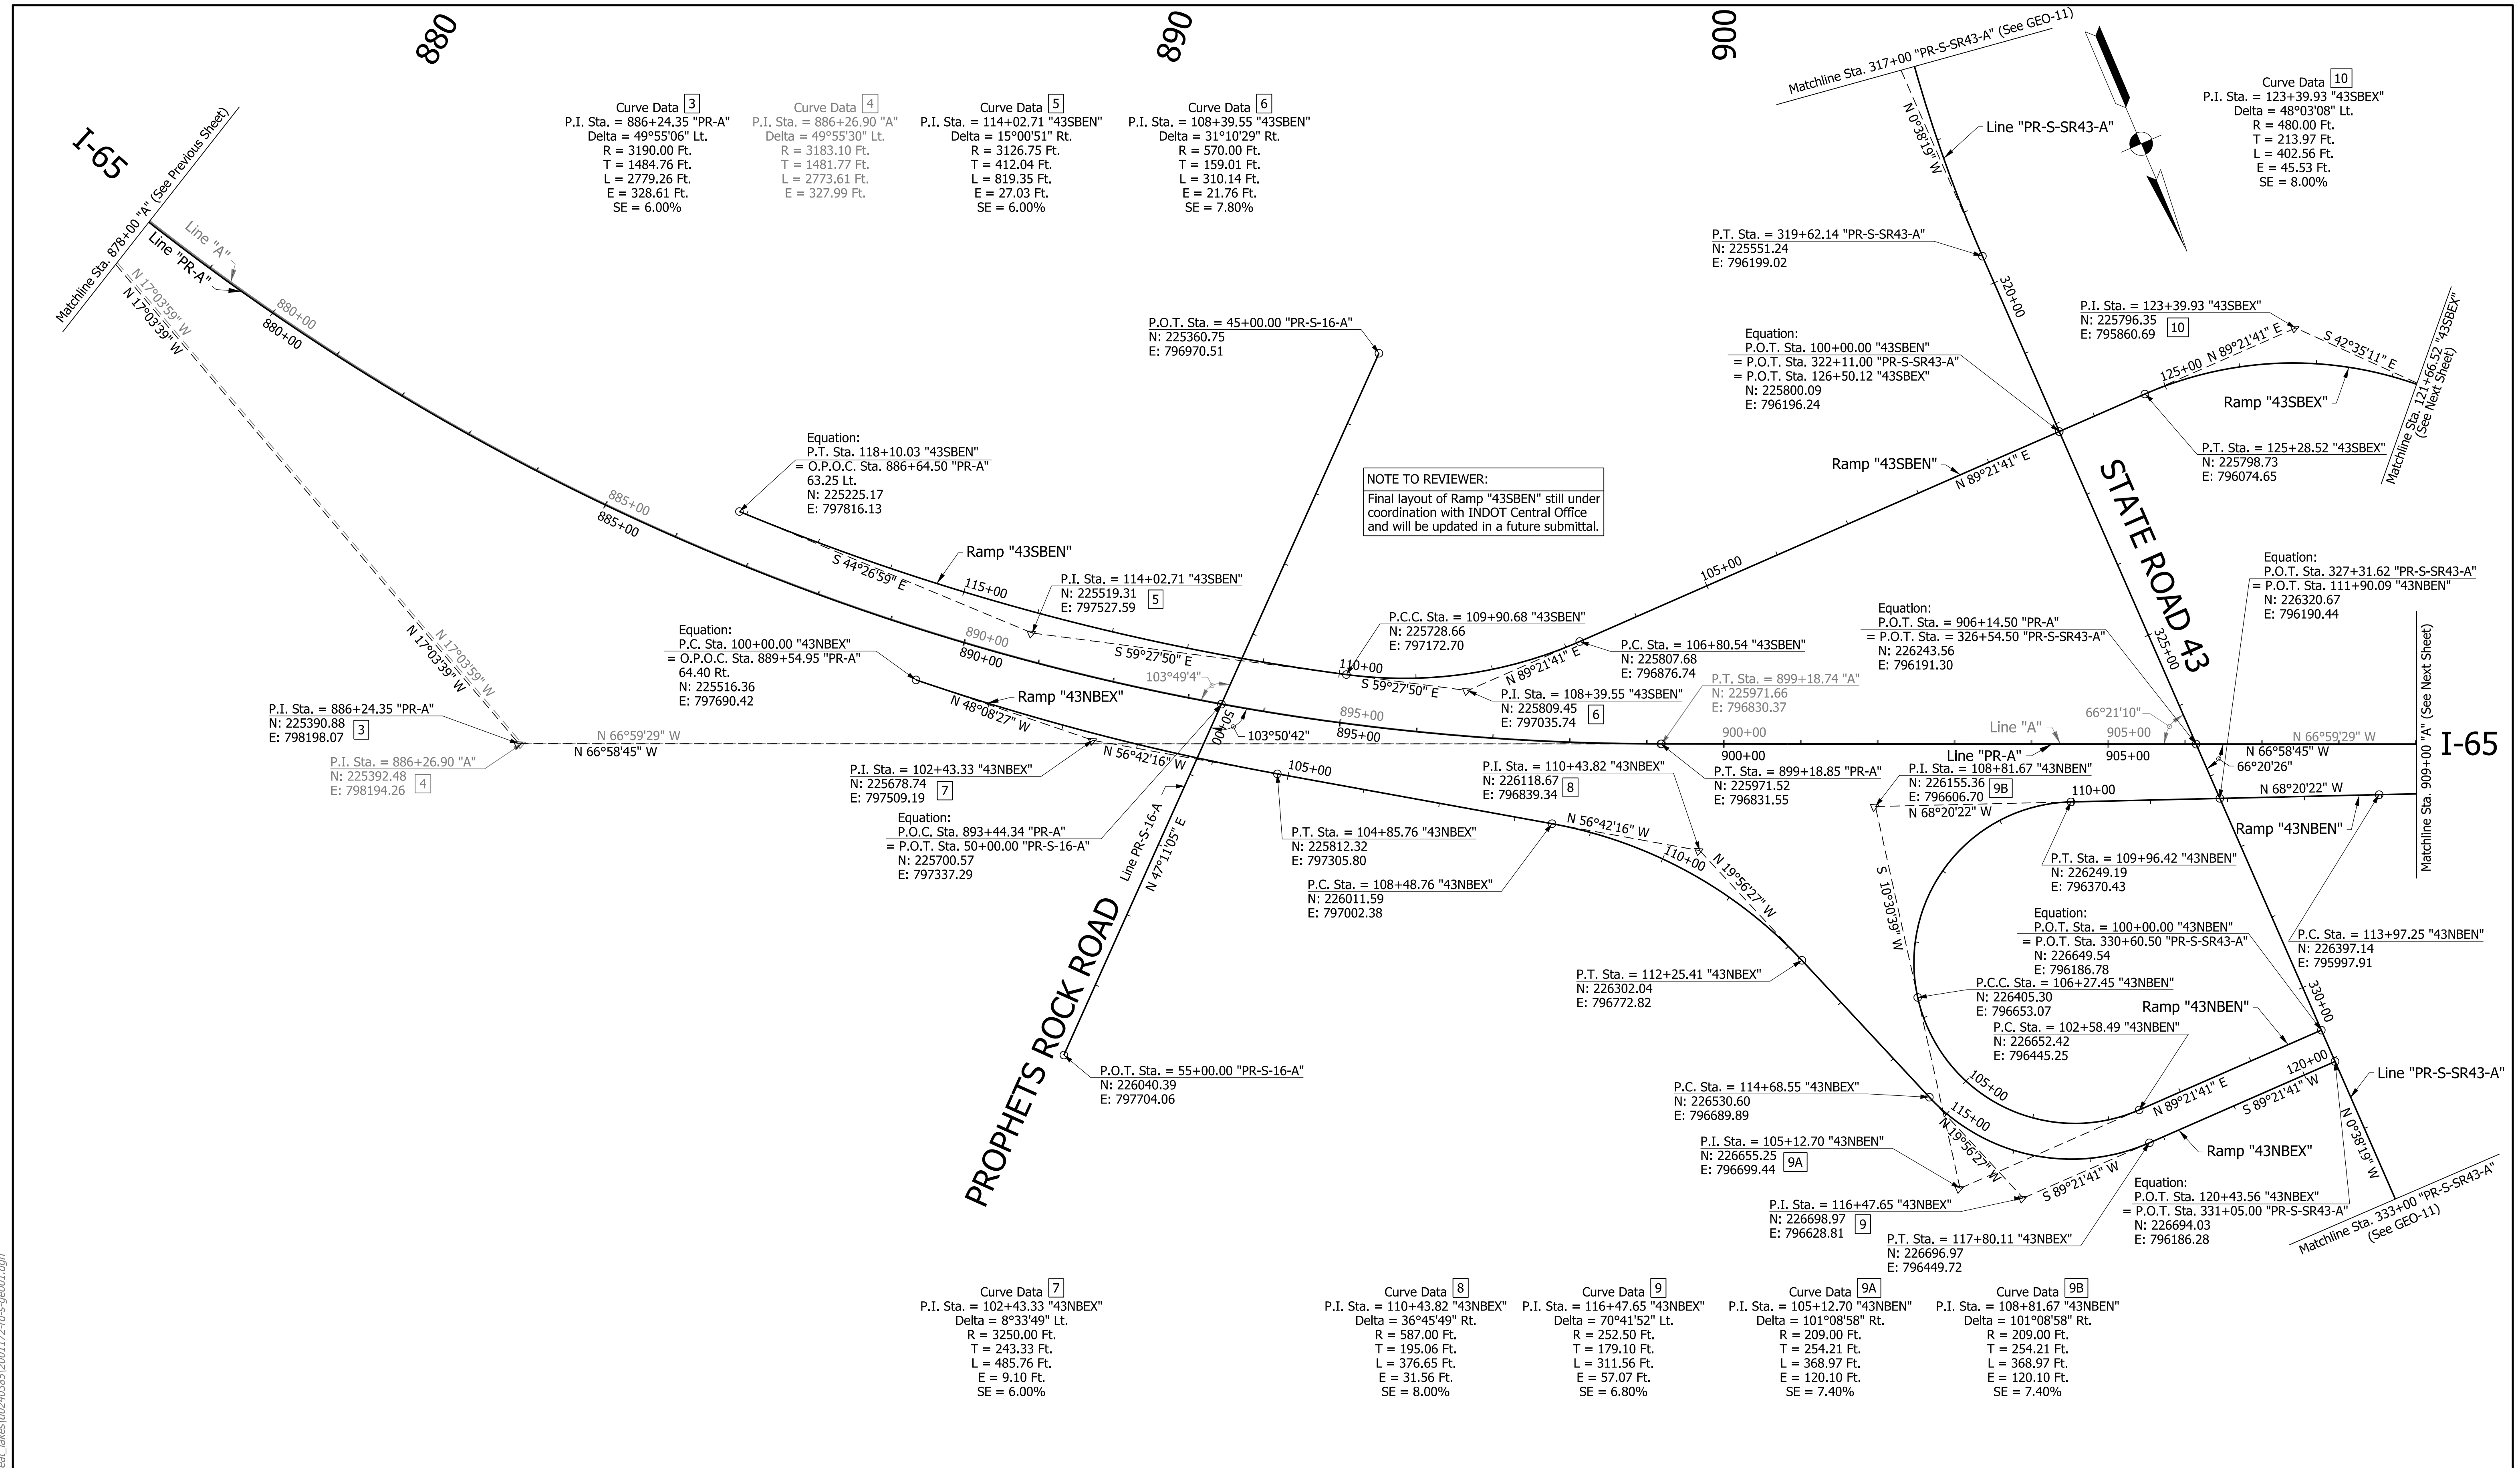 880
890
900
I-65
Matchline Sta. 878+00 "A" (See Previous Sheet)
Line "A"
Line "PR-A"
N 17°03'59" W
N 17°03'39" W
880+00
880+00
Curve Data 3
P.I. Sta. = 886+24.35 "PR-A"
Delta = 49°55'06" Lt.
R = 3190.00 Ft.
T = 1484.76 Ft.
L = 2779.26 Ft.
E = 328.61 Ft.
SE = 6.00%
Curve Data 4
P.I. Sta. = 886+26.90 "A"
Delta = 49°55'30" Lt.
R = 3183.10 Ft.
T = 1481.77 Ft.
L = 2773.61 Ft.
E = 327.99 Ft.
Curve Data 5
P.I. Sta. = 114+02.71 "43SBEN"
Delta = 15°00'51" Rt.
R = 3126.75 Ft.
T = 412.04 Ft.
L = 819.35 Ft.
E = 27.03 Ft.
SE = 6.00%
Curve Data 6
P.I. Sta. = 108+39.55 "43SBEN"
Delta = 31°10'29" Rt.
R = 570.00 Ft.
T = 159.01 Ft.
L = 310.14 Ft.
E = 21.76 Ft.
SE = 7.80%
Matchline Sta. 317+00 "PR-S-SR43-A" (See GEO-11)
N 0°38'19" W
Line "PR-S-SR43-A"
Curve Data 10
P.I. Sta. = 123+39.93 "43SBEX"
Delta = 48°03'08" Lt.
R = 480.00 Ft.
T = 213.97 Ft.
L = 402.56 Ft.
E = 45.53 Ft.
SE = 8.00%
P.T. Sta. = 319+62.14 "PR-S-SR43-A"
N: 225551.24
E: 796199.02
320+00
P.I. Sta. = 123+39.93 "43SBEX"
N: 225796.35 10
E: 795860.69
N 89°21'41" E
S 42°35'11" E
125+00
Matchline Sta. 121+66.52 "43SBEX"
(See Next Sheet)
Ramp "43SBEX"
P.O.T. Sta. = 45+00.00 "PR-S-16-A"
N: 225360.75
E: 796970.51
Equation:
P.O.T. Sta. 100+00.00 "43SBEN"
= P.O.T. Sta. 322+11.00 "PR-S-SR43-A"
= P.O.T. Sta. 126+50.12 "43SBEX"
N: 225800.09
E: 796196.24
P.T. Sta. = 125+28.52 "43SBEX"
N: 225798.73
E: 796074.65
Equation:
P.T. Sta. 118+10.03 "43SBEN"
= O.P.O.C. Sta. 886+64.50 "PR-A"
63.25 Lt.
N: 225225.17
E: 797816.13
885+00
885+00
NOTE TO REVIEWER:
Final layout of Ramp "43SBEN" still under
coordination with INDOT Central Office
and will be updated in a future submittal.
Ramp "43SBEN"
N 89°21'41" E
STATE ROAD 43
Ramp "43SBEN"
S 44°26'59" E
115+00
105+00
P.I. Sta. = 114+02.71 "43SBEN"
N: 225519.31 5
E: 797527.59
Equation:
P.O.T. Sta. 327+31.62 "PR-S-SR43-A"
= P.O.T. Sta. 111+90.09 "43NBEN"
N: 226320.67
E: 796190.44
Equation:
P.O.T. Sta. = 906+14.50 "PR-A"
= P.O.T. Sta. = 326+54.50 "PR-S-SR43-A"
N: 226243.56
E: 796191.30
325+00
Equation:
P.C. Sta. 100+00.00 "43NBEX"
= O.P.O.C. Sta. 889+54.95 "PR-A"
64.40 Rt.
N: 225516.36
E: 797690.42
890+00
890+00
P.C.C. Sta. = 109+90.68 "43SBEN"
N: 225728.66
E: 797172.70
S 59°27'50" E
110+00
S 59°27'50" E
N 89°21'41" E
P.C. Sta. = 106+80.54 "43SBEN"
N: 225807.68
E: 796876.74
103°49'4"
Ramp "43NBEX"
N 48°08'27" W
P.I. Sta. = 108+39.55 "43SBEN"
N: 225809.45 6
E: 797035.74
P.T. Sta. = 899+18.74 "A"
N: 225971.66
E: 796830.37
N 17°03'59" W
N 17°03'39" W
P.I. Sta. = 886+24.35 "PR-A"
N: 225390.88 3
E: 798198.07
P.I. Sta. = 886+26.90 "A"
N: 225392.48 4
E: 798194.26
N 66°59'29" W
N 66°58'45" W
50+00
103°50'42"
895+00
895+00
900+00
900+00
Line "A"
Line "PR-A"
66°21'10"
905+00
905+00
N 66°59'29" W
N 66°58'45" W
66°20'26"
I-65
Matchline Sta. 909+00 "A" (See Next Sheet)
P.I. Sta. = 102+43.33 "43NBEX"
N: 225678.74 7
E: 797509.19
N 56°42'16" W
105+00
P.I. Sta. = 110+43.82 "43NBEX"
N: 226118.67 8
E: 796839.34
P.T. Sta. = 899+18.85 "PR-A"
N: 225971.52
E: 796831.55
P.I. Sta. = 108+81.67 "43NBEN"
N: 226155.36 9B
E: 796606.70
N 68°20'22" W
110+00
N 68°20'22" W
Ramp "43NBEN"
Equation:
P.O.C. Sta. 893+44.34 "PR-A"
= P.O.T. Sta. 50+00.00 "PR-S-16-A"
N: 225700.57
E: 797337.29
Line PR-S-16-A
N 47°11'05" E
P.T. Sta. = 104+85.76 "43NBEX"
N: 225812.32
E: 797305.80
N 56°42'16" W
110+00
N 19°56'27" W
P.C. Sta. = 108+48.76 "43NBEX"
N: 226011.59
E: 797002.38
P.T. Sta. = 109+96.42 "43NBEN"
N: 226249.19
E: 796370.43
S 10°30'39" W
PROPHETS ROCK ROAD
Equation:
P.O.T. Sta. = 100+00.00 "43NBEN"
= P.O.T. Sta. = 330+60.50 "PR-S-SR43-A"
N: 226649.54
E: 796186.78
P.C. Sta. = 113+97.25 "43NBEN"
N: 226397.14
E: 795997.91
P.T. Sta. = 112+25.41 "43NBEX"
N: 226302.04
E: 796772.82
P.C.C. Sta. = 106+27.45 "43NBEN"
N: 226405.30
E: 796653.07
Ramp "43NBEN"
330+00
P.C. Sta. = 102+58.49 "43NBEN"
N: 226652.42
E: 796445.25
P.O.T. Sta. = 55+00.00 "PR-S-16-A"
N: 226040.39
E: 797704.06
P.C. Sta. = 114+68.55 "43NBEX"
N: 226530.60
E: 796689.89
105+00
115+00
N 19°56'27" W
N 89°21'41" E
120+00
S 89°21'41" W
Line "PR-S-SR43-A"
N 0°38'19" W
P.I. Sta. = 105+12.70 "43NBEN"
N: 226655.25 9A
E: 796699.44
Ramp "43NBEX"
S 89°21'41" W
P.I. Sta. = 116+47.65 "43NBEX"
N: 226698.97 9
E: 796628.81
Equation:
P.O.T. Sta. 120+43.56 "43NBEX"
= P.O.T. Sta. 331+05.00 "PR-S-SR43-A"
N: 226694.03
E: 796186.28
P.T. Sta. = 117+80.11 "43NBEX"
N: 226696.97
E: 796449.72
Matchline Sta. 333+00 "PR-S-SR43-A"
(See GEO-11)
Curve Data 7
P.I. Sta. = 102+43.33 "43NBEX"
Delta = 8°33'49" Lt.
R = 3250.00 Ft.
T = 243.33 Ft.
L = 485.76 Ft.
E = 9.10 Ft.
SE = 6.00%
Curve Data 8
P.I. Sta. = 110+43.82 "43NBEX"
Delta = 36°45'49" Rt.
R = 587.00 Ft.
T = 195.06 Ft.
L = 376.65 Ft.
E = 31.56 Ft.
SE = 8.00%
Curve Data 9
P.I. Sta. = 116+47.65 "43NBEX"
Delta = 70°41'52" Lt.
R = 252.50 Ft.
T = 179.10 Ft.
L = 311.56 Ft.
E = 57.07 Ft.
SE = 6.80%
Curve Data 9A
P.I. Sta. = 105+12.70 "43NBEN"
Delta = 101°08'58" Rt.
R = 209.00 Ft.
T = 254.21 Ft.
L = 368.97 Ft.
E = 120.10 Ft.
SE = 7.40%
Curve Data 9B
P.I. Sta. = 108+81.67 "43NBEN"
Delta = 101°08'58" Rt.
R = 209.00 Ft.
T = 254.21 Ft.
L = 368.97 Ft.
E = 120.10 Ft.
SE = 7.40%